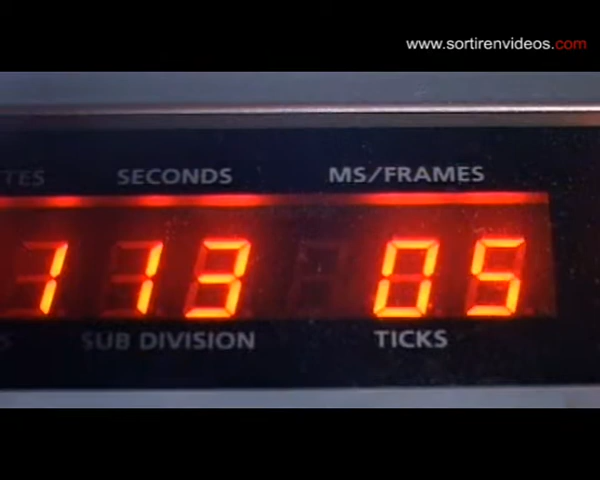 www.sortirenvideos.com
SECONDS MS/FRAMES
1 13 05
SUB DIVISION TICKS